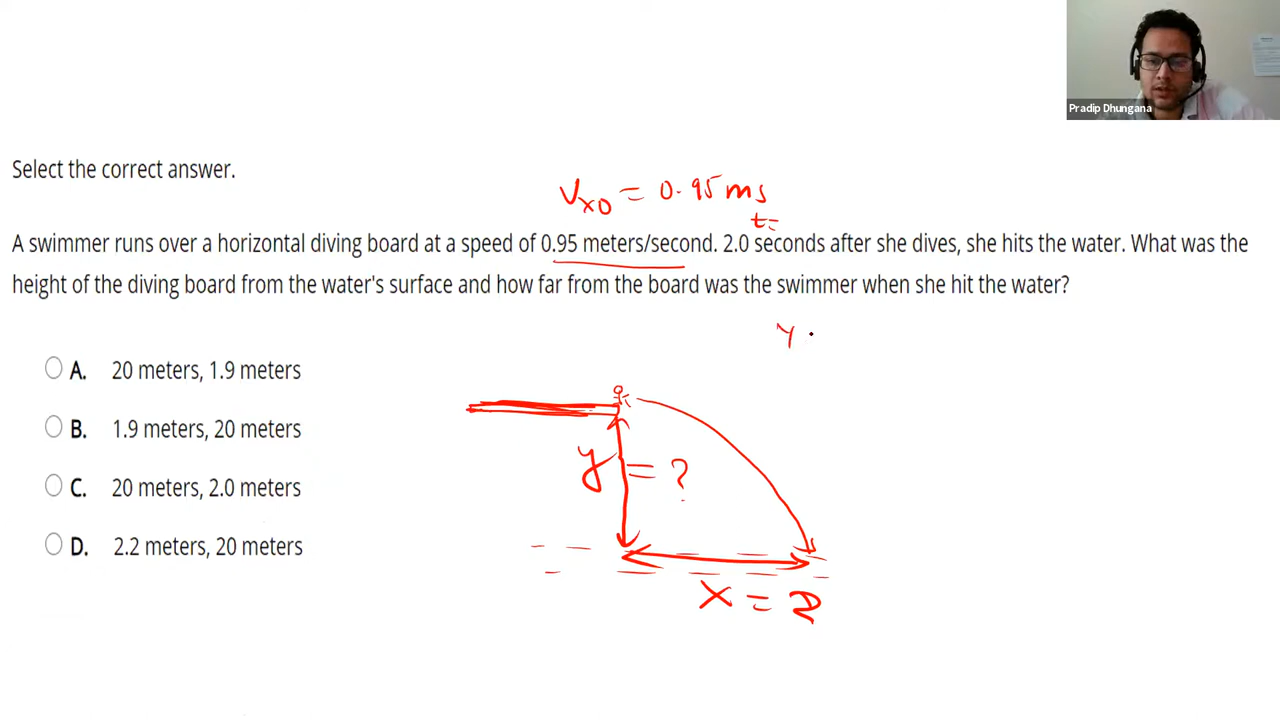 Pradip Dhungana
Select the correct answer.
Vx0 = 0.95 ms
t=
A swimmer runs over a horizontal diving board at a speed of 0.95 meters/second. 2.0 seconds after she dives, she hits the water. What was the
height of the diving board from the water's surface and how far from the board was the swimmer when she hit the water?
y
A. 20 meters, 1.9 meters
B. 1.9 meters, 20 meters
y = ?
C. 20 meters, 2.0 meters
D. 2.2 meters, 20 meters
x = ?